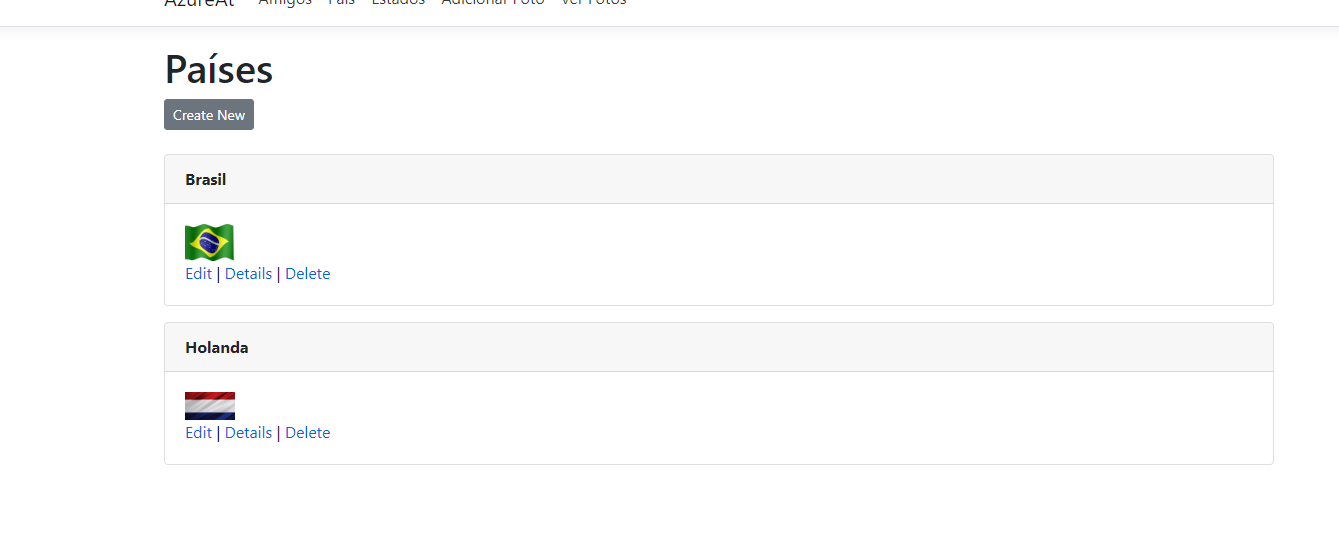 AzureAt Amigos País Estados Adicionar Foto Ver Fotos
Países
Create New
Brasil
Edit | Details | Delete
Holanda
Edit | Details | Delete